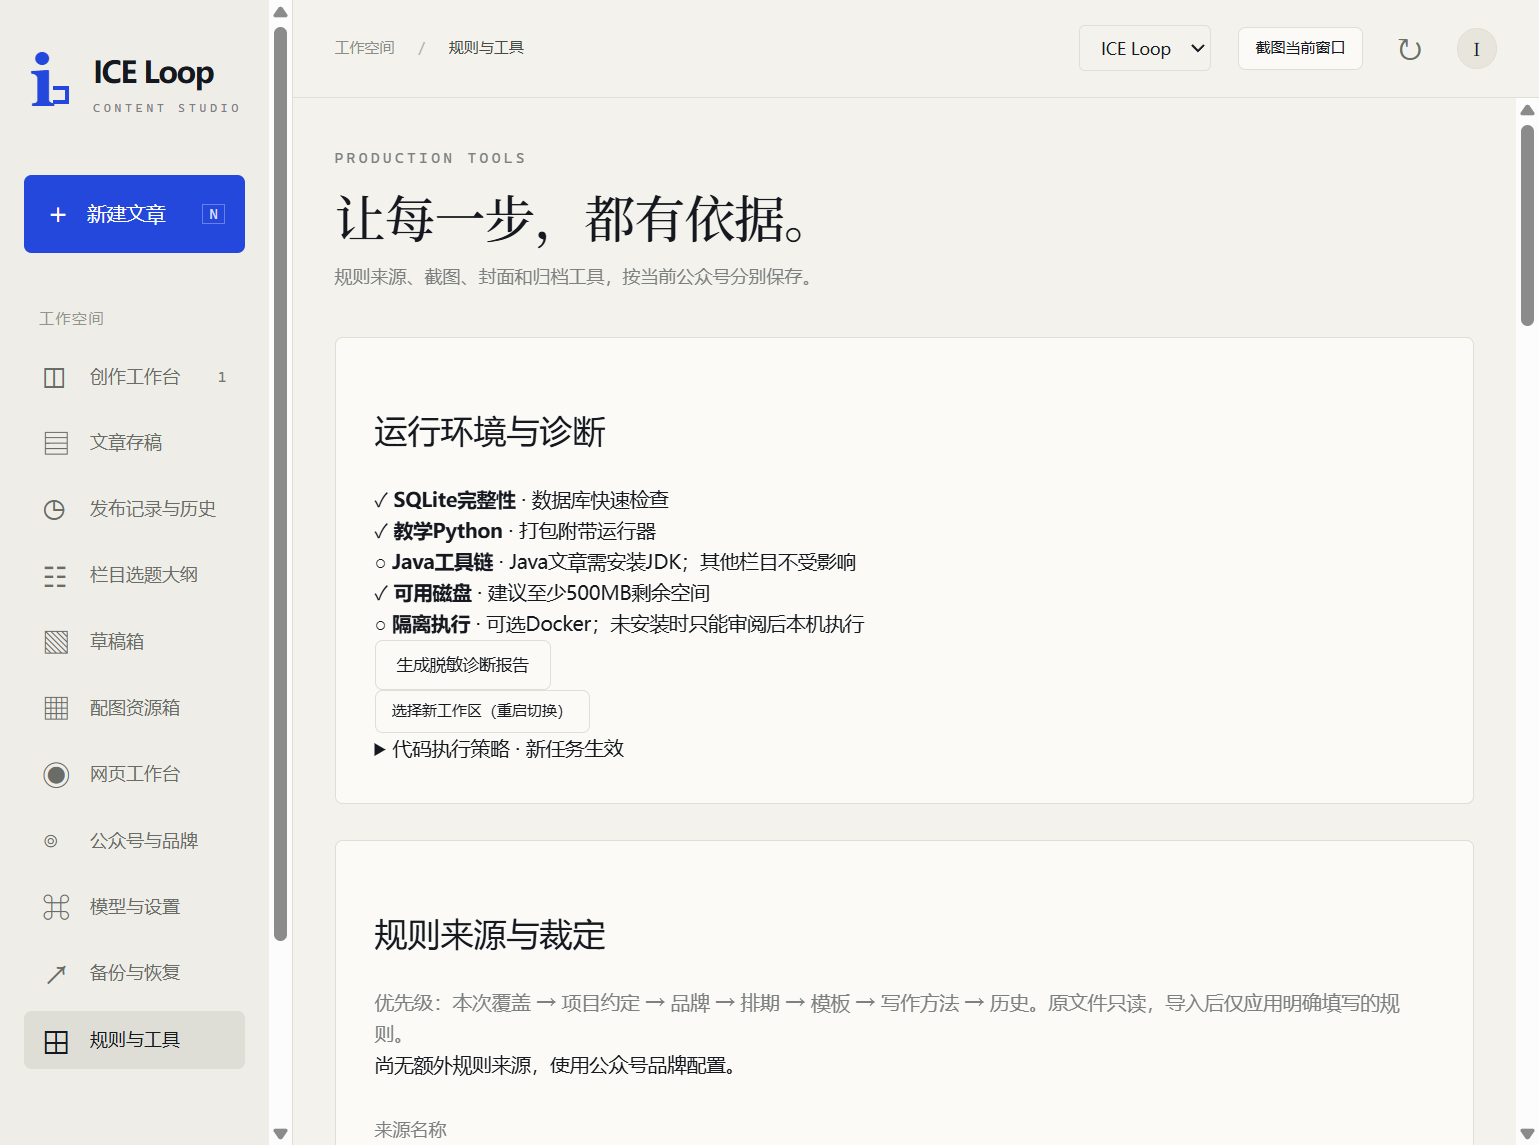 ICE Loop
CONTENT STUDIO
+ 新建文章 N
工作空间
创作工作台 1
文章存稿
发布记录与历史
栏目选题大纲
草稿箱
配图资源箱
网页工作台
公众号与品牌
模型与设置
备份与恢复
规则与工具
工作空间 / 规则与工具
ICE Loop
截图当前窗口
I
PRODUCTION TOOLS
让每一步，都有依据。
规则来源、截图、封面和归档工具，按当前公众号分别保存。
运行环境与诊断
✓ SQLite完整性 · 数据库快速检查
✓ 教学Python · 打包附带运行器
○ Java工具链 · Java文章需安装JDK；其他栏目不受影响
✓ 可用磁盘 · 建议至少500MB剩余空间
○ 隔离执行 · 可选Docker；未安装时只能审阅后本机执行
生成脱敏诊断报告
选择新工作区（重启切换）
▶ 代码执行策略 · 新任务生效
规则来源与裁定
优先级：本次覆盖 → 项目约定 → 品牌 → 排期 → 模板 → 写作方法 → 历史。原文件只读，导入后仅应用明确填写的规
则。
尚无额外规则来源，使用公众号品牌配置。
来源名称